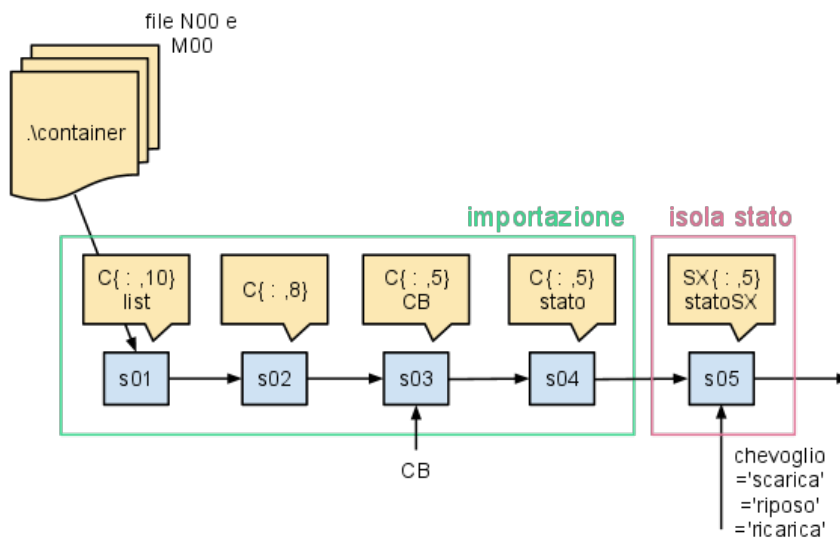 file N00 e
M00
.\container
importazione
isola stato
C{ : ,10}
list
C{ : ,8}
C{ : ,5}
CB
C{ : ,5}
stato
SX{ : ,5}
statoSX
s01
s02
s03
s04
s05
CB
chevoglio
='scarica'
='riposo'
='ricarica'